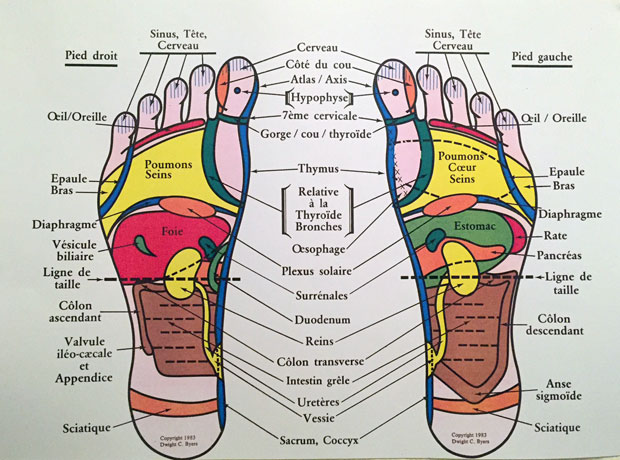 Pied droit
Sinus, Tête,
Cerveau
Cerveau
Côté du cou
Atlas / Axis
Hypophyse
7ème cervicale
Gorge / cou / thyroïde
Sinus, Tête
Cerveau
Pied gauche
Œil/Oreille
Œil / Oreille
Poumons
Seins
Thymus
Poumons
Cœur
Seins
Epaule
Bras
Epaule
Bras
Relative
à la
Thyroïde
Bronches
Diaphragme
Diaphragme
Foie
Œsophage
Estomac
Vésicule
biliaire
Rate
Plexus solaire
Pancréas
Ligne de
taille
Surrénales
Ligne de
taille
Côlon
ascendant
Duodenum
Côlon
descendant
Reins
Valvule
iléo-cæcale
et
Appendice
Côlon transverse
Intestin grêle
Anse
sigmoïde
Uretères
Vessie
Sciatique
Sciatique
Copyright 1983
Dwight C. Byers
Sacrum, Coccyx
Copyright 1983
Dwight C. Byers